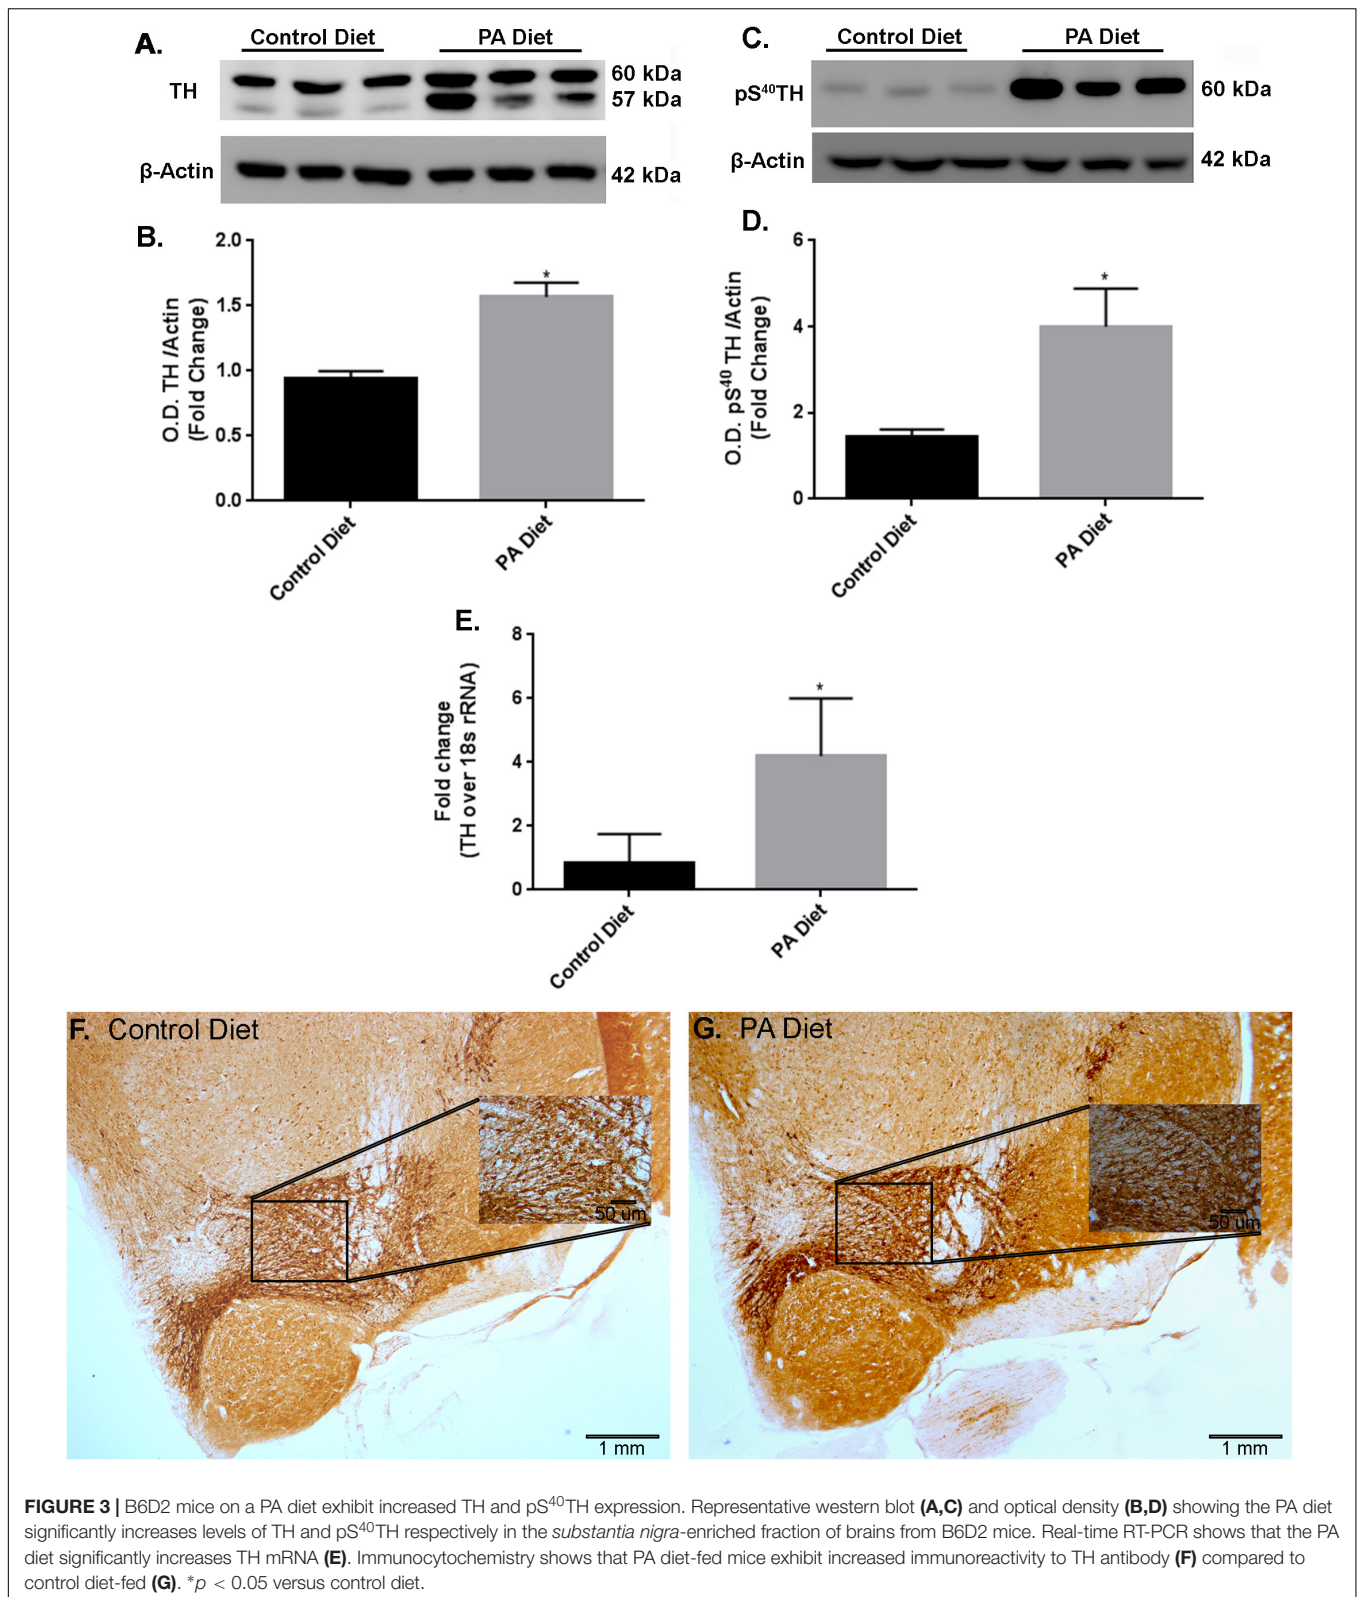 A.
Control Diet PA Diet
TH
60 kDa
57 kDa
β-Actin
42 kDa
C.
Control Diet PA Diet
pS⁴⁰TH
60 kDa
β-Actin
42 kDa
B.
O.D. TH /Actin
(Fold Change)
2.0
1.5
1.0
0.5
0.0
*
Control Diet
PA Diet
D.
O.D. pS⁴⁰ TH /Actin
(Fold Change)
6
4
2
0
*
Control Diet
PA Diet
E.
Fold change
(TH over 18s rRNA)
8
6
4
2
0
*
Control Diet
PA Diet
F. Control Diet
50 um
1 mm
G. PA Diet
50 um
1 mm
FIGURE 3 | B6D2 mice on a PA diet exhibit increased TH and pS⁴⁰TH expression. Representative western blot (A,C) and optical density (B,D) showing the PA diet
significantly increases levels of TH and pS⁴⁰TH respectively in the substantia nigra-enriched fraction of brains from B6D2 mice. Real-time RT-PCR shows that the PA
diet significantly increases TH mRNA (E). Immunocytochemistry shows that PA diet-fed mice exhibit increased immunoreactivity to TH antibody (F) compared to
control diet-fed (G). *p < 0.05 versus control diet.